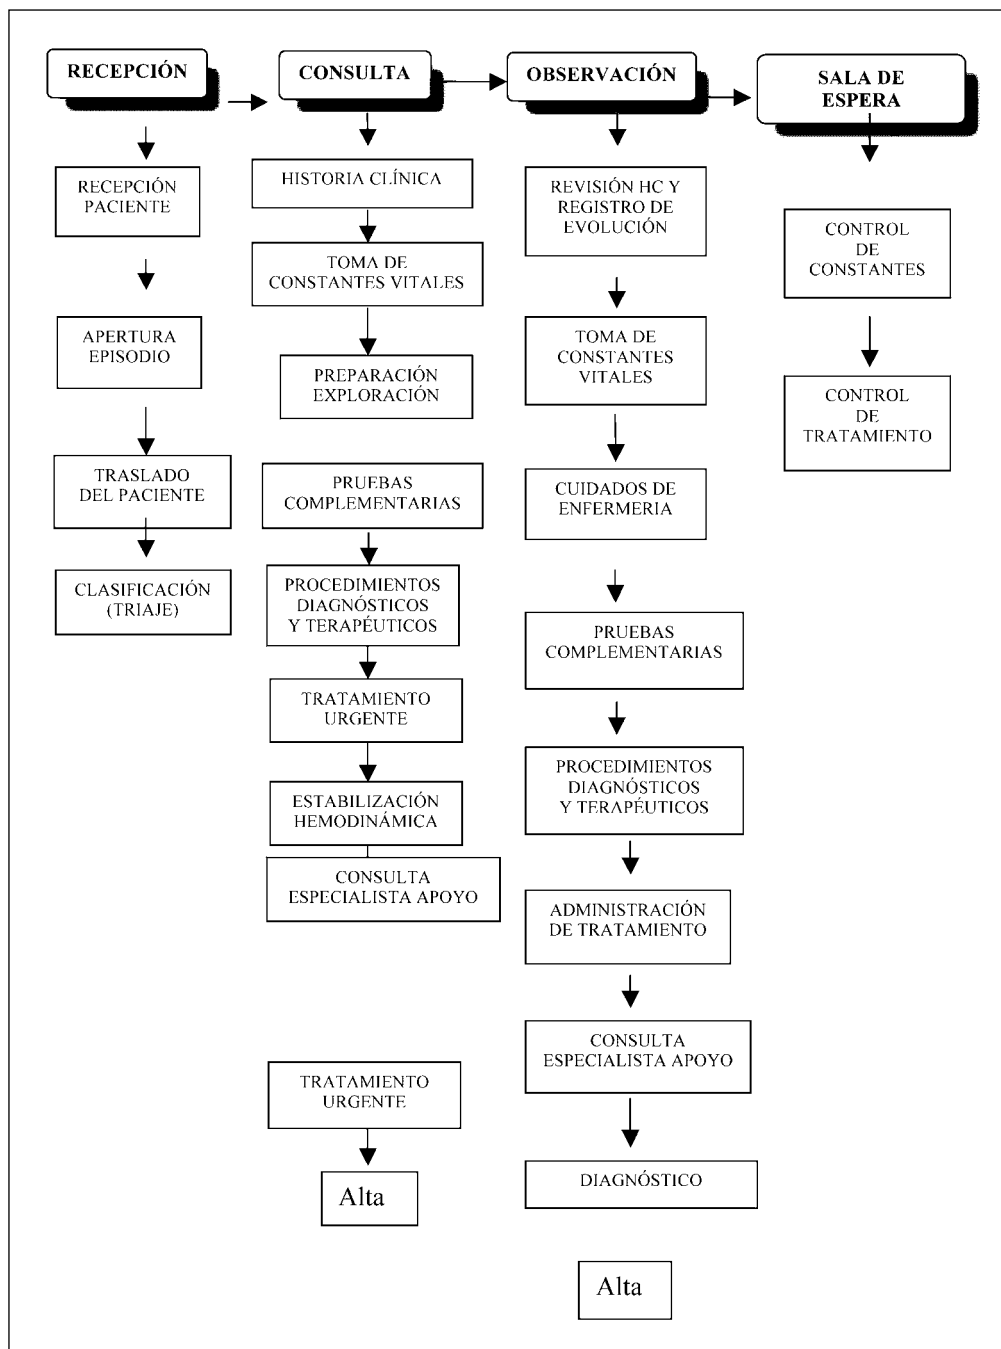 RECEPCIÓN
RECEPCIÓN
PACIENTE
APERTURA
EPISODIO
TRASLADO
DEL PACIENTE
CLASIFICACIÓN
(TRIAJE)
CONSULTA
HISTORIA CLÍNICA
TOMA DE
CONSTANTES VITALES
PREPARACIÓN
EXPLORACIÓN
PRUEBAS
COMPLEMENTARIAS
PROCEDIMIENTOS
DIAGNÓSTICOS
Y TERAPÉUTICOS
TRATAMIENTO
URGENTE
ESTABILIZACIÓN
HEMODINÁMICA
CONSULTA
ESPECIALISTA APOYO
TRATAMIENTO
URGENTE
Alta
OBSERVACIÓN
REVISIÓN HC Y
REGISTRO DE
EVOLUCIÓN
TOMA DE
CONSTANTES
VITALES
CUIDADOS DE
ENFERMERIA
PRUEBAS
COMPLEMENTARIAS
PROCEDIMIENTOS
DIAGNÓSTICOS
Y TERAPÉUTICOS
ADMINISTRACIÓN
DE TRATAMIENTO
CONSULTA
ESPECIALISTA APOYO
DIAGNÓSTICO
Alta
SALA DE
ESPERA
CONTROL
DE
CONSTANTES
CONTROL
DE
TRATAMIENTO